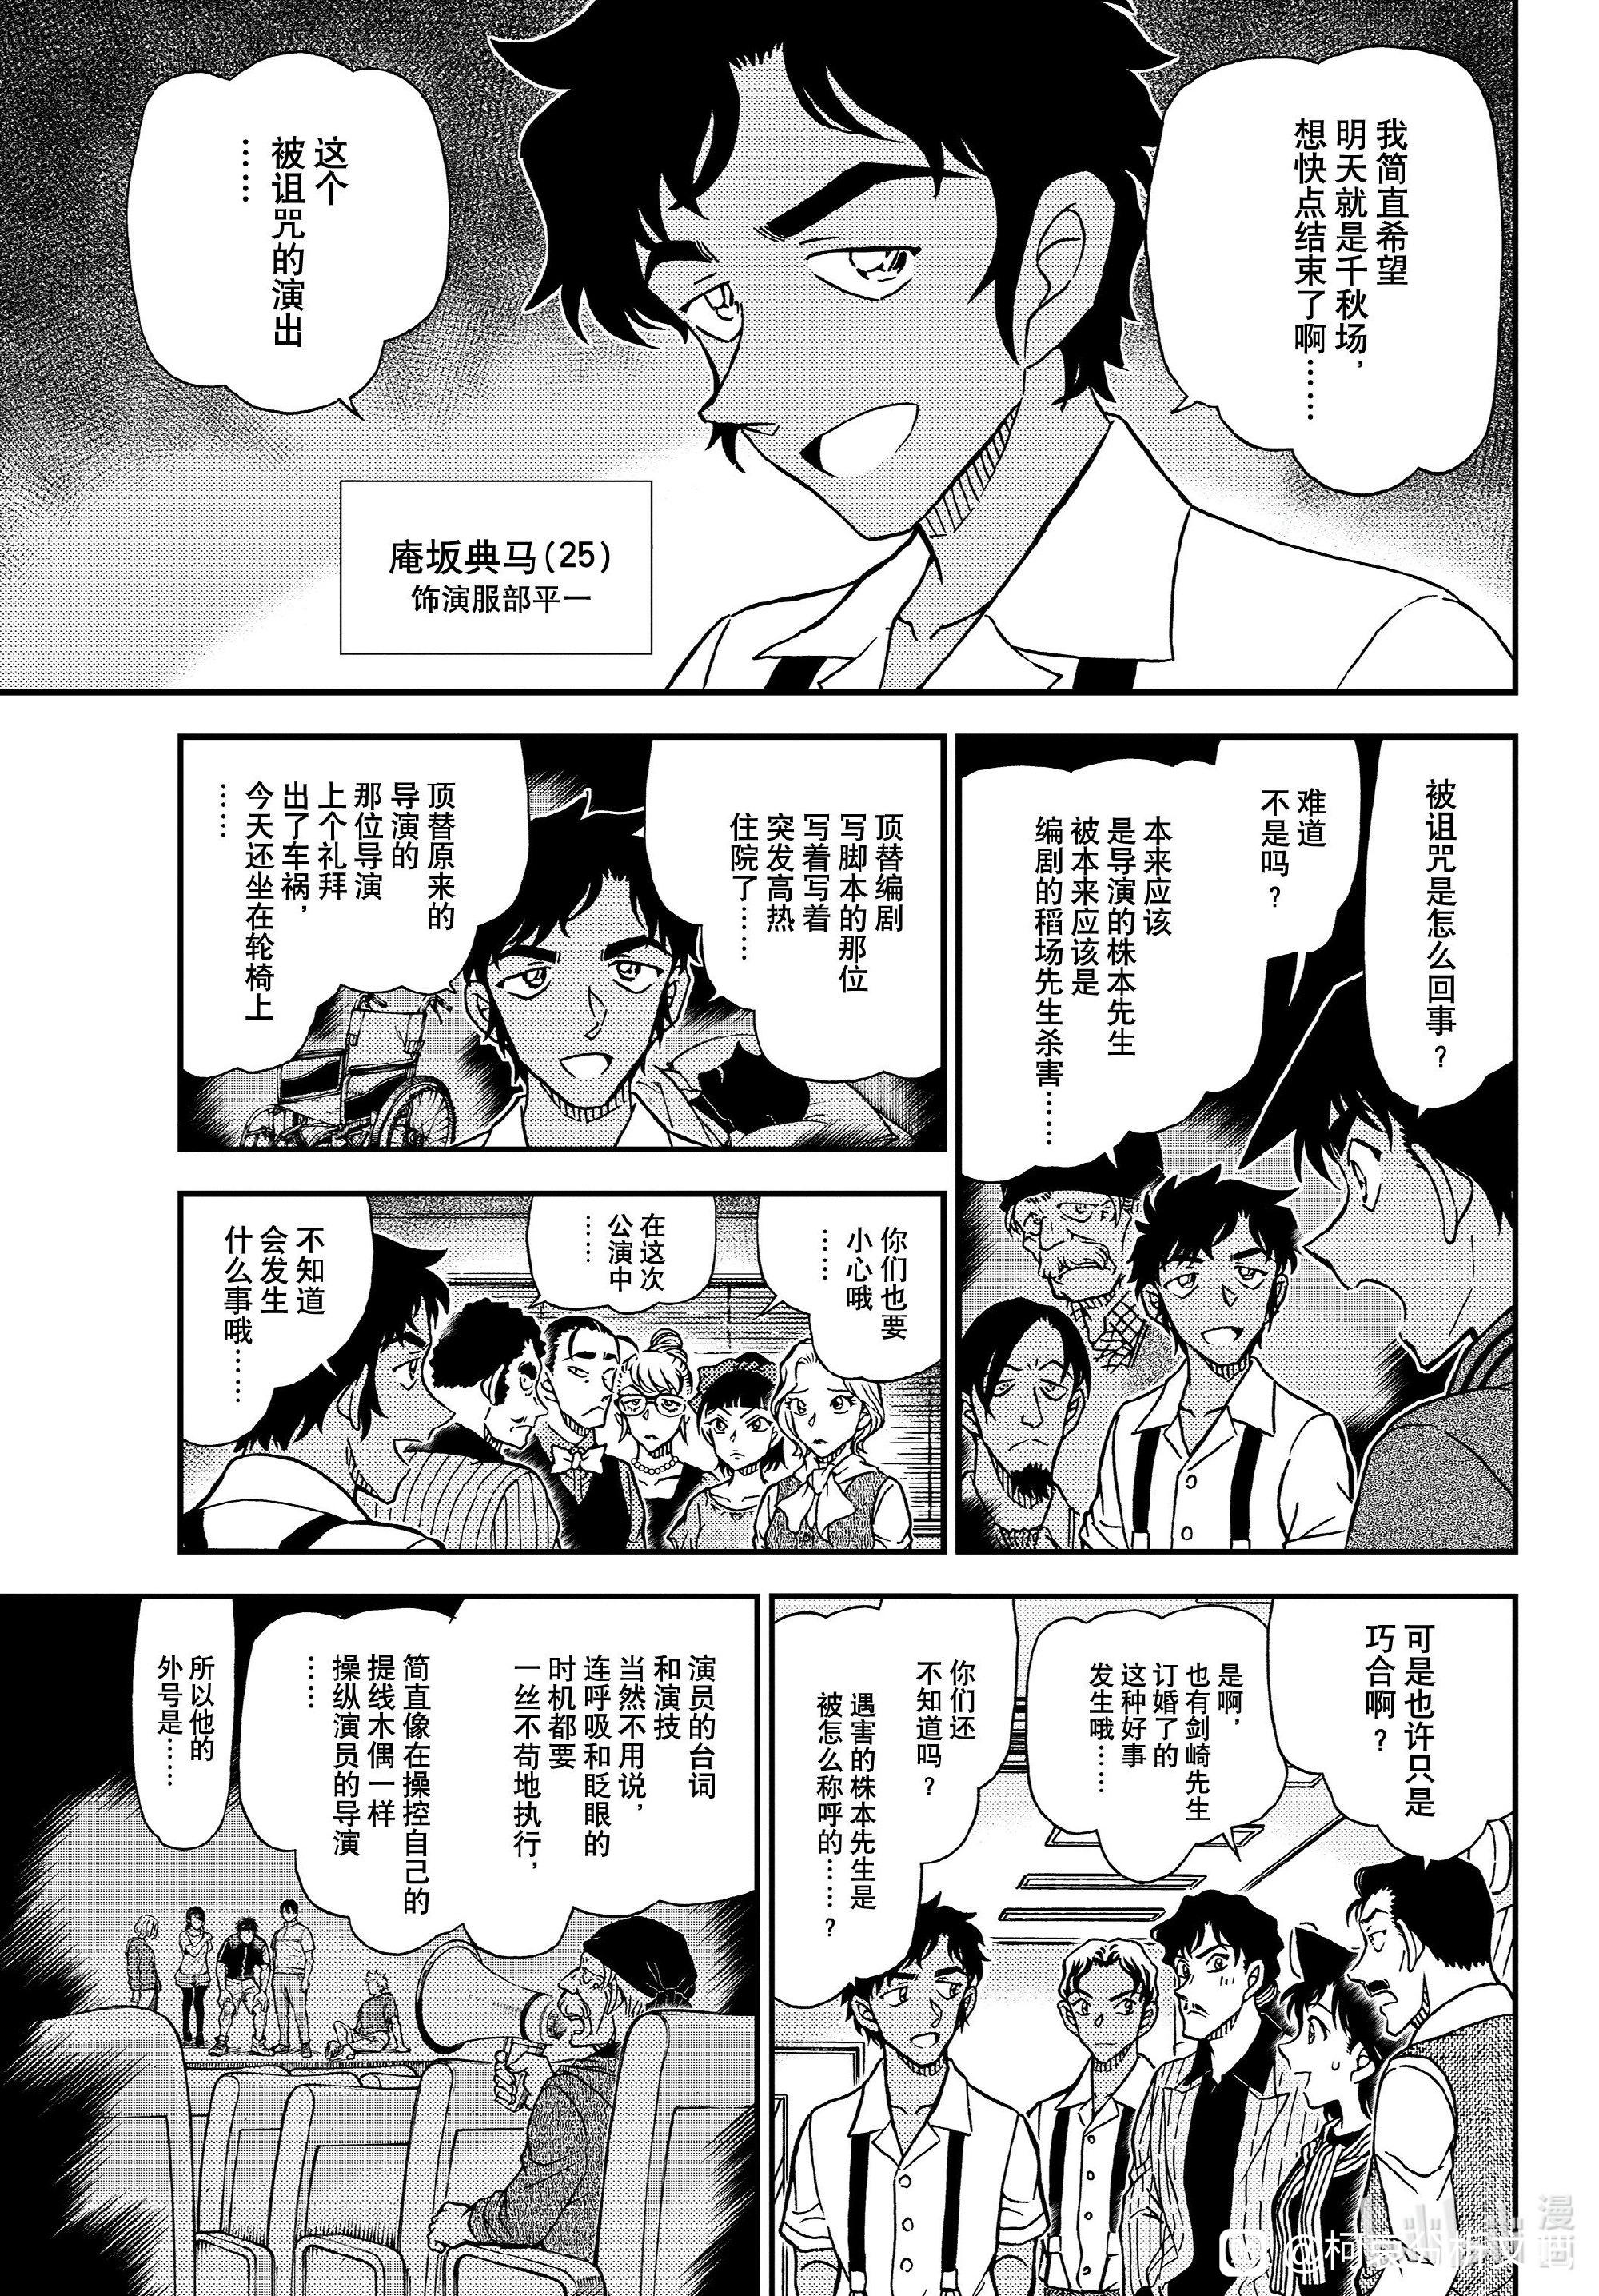 我简直希望
明天就是千秋场，
想快点结束了啊……
这个
被诅咒的演出
……
庵坂典马(25)
饰演服部平一
被诅咒是怎么回事？
难道
不是吗？
本来应该
是导演的株本先生
被本来应该是
编剧的稻场先生杀害……
顶替编剧
写脚本的那位
写着写着
突发高热
住院了……
顶替原来的
导演的
那位导演
上个礼拜
出了车祸，
今天还坐在轮椅上
……
你们也要
小心哦
……
在这次
公演中
……
不知道
会发生
什么事哦……
可是也许只是
巧合啊？
是啊，
也有剑崎先生
订婚了的
这种好事
发生哦……
你们还
不知道吗？
遇害的株本先生是
被怎么称呼的……？
演员的台词
和演技
当然不用说，
连呼吸和眨眼的
时机都要
一丝不苟地执行，
简直像在操控自己的
提线木偶一样
操纵演员的导演
……
所以他的
外号是……
漫画